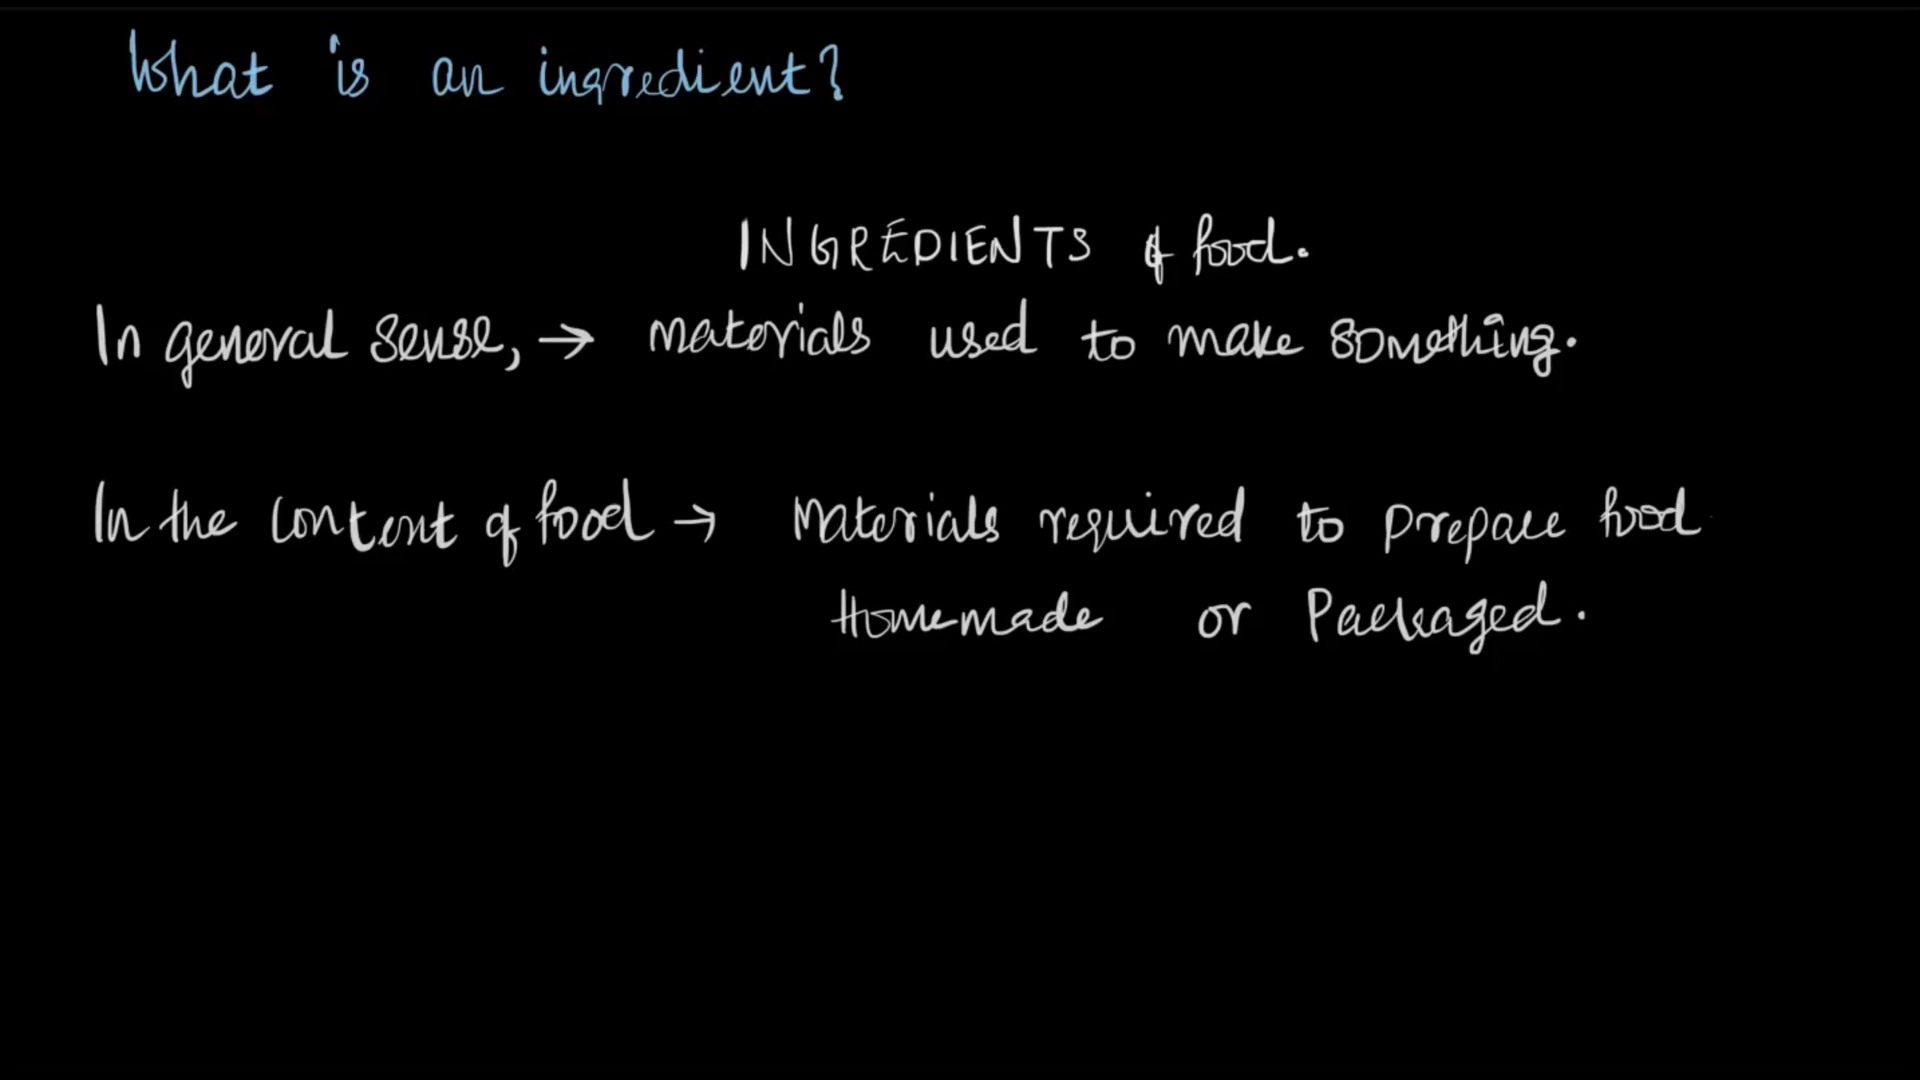 What is an ingredient?
INGREDIENTS of food.
In general sense, → materials used to make something.
In the content of food → Materials required to prepare food
Homemade or Packaged.